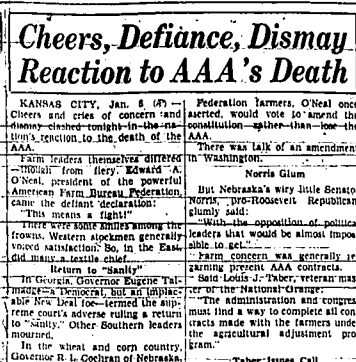 Cheers, Defiance, Dismay
Reaction to AAA's Death
KANSAS CITY, Jan. 6 (AP) —
Cheers and cries of concern and
dismay clashed tonight in the na-
tion's reaction to the death of the
AAA.
Farm leaders themselves differed
—though from fiery Edward A.
O'Neal, president of the powerful
American Farm Bureau Federation,
came the defiant declaration:
"This means a fight!"
There were some smiles among the
frowns. Western stockmen generally
voiced satisfaction. So, in the East,
did many a textile chief.
Return to "Sanity"
In Georgia, Governor Eugene Tal-
madge—a Democrat, but an implac-
able New Deal foe—termed the sup-
reme court's adverse ruling a return
to "sanity." Other Southern leaders
mourned.
In the wheat and corn country,
Governor R. L. Cochran of Nebraska,
Federation farmers, O'Neal once
asserted, would vote to amend the
constitution rather than lose the
AAA.
There was talk of an amendmen
in Washington.
Norris Glum
But Nebraska's wiry little Senato
Norris, pro-Roosevelt Republican
glumly said:
"With the opposition of politica
leaders that would be almost impos
sible to get."
Farm concern was generally re
garding present AAA contracts.
Said Louis J. Taber, veteran mas
ter of the National Grange:
"The administration and congres
must find a way to complete all con
tracts made with the farmers unde
the agricultural adjustment pro
gram."
Taber Issues Call